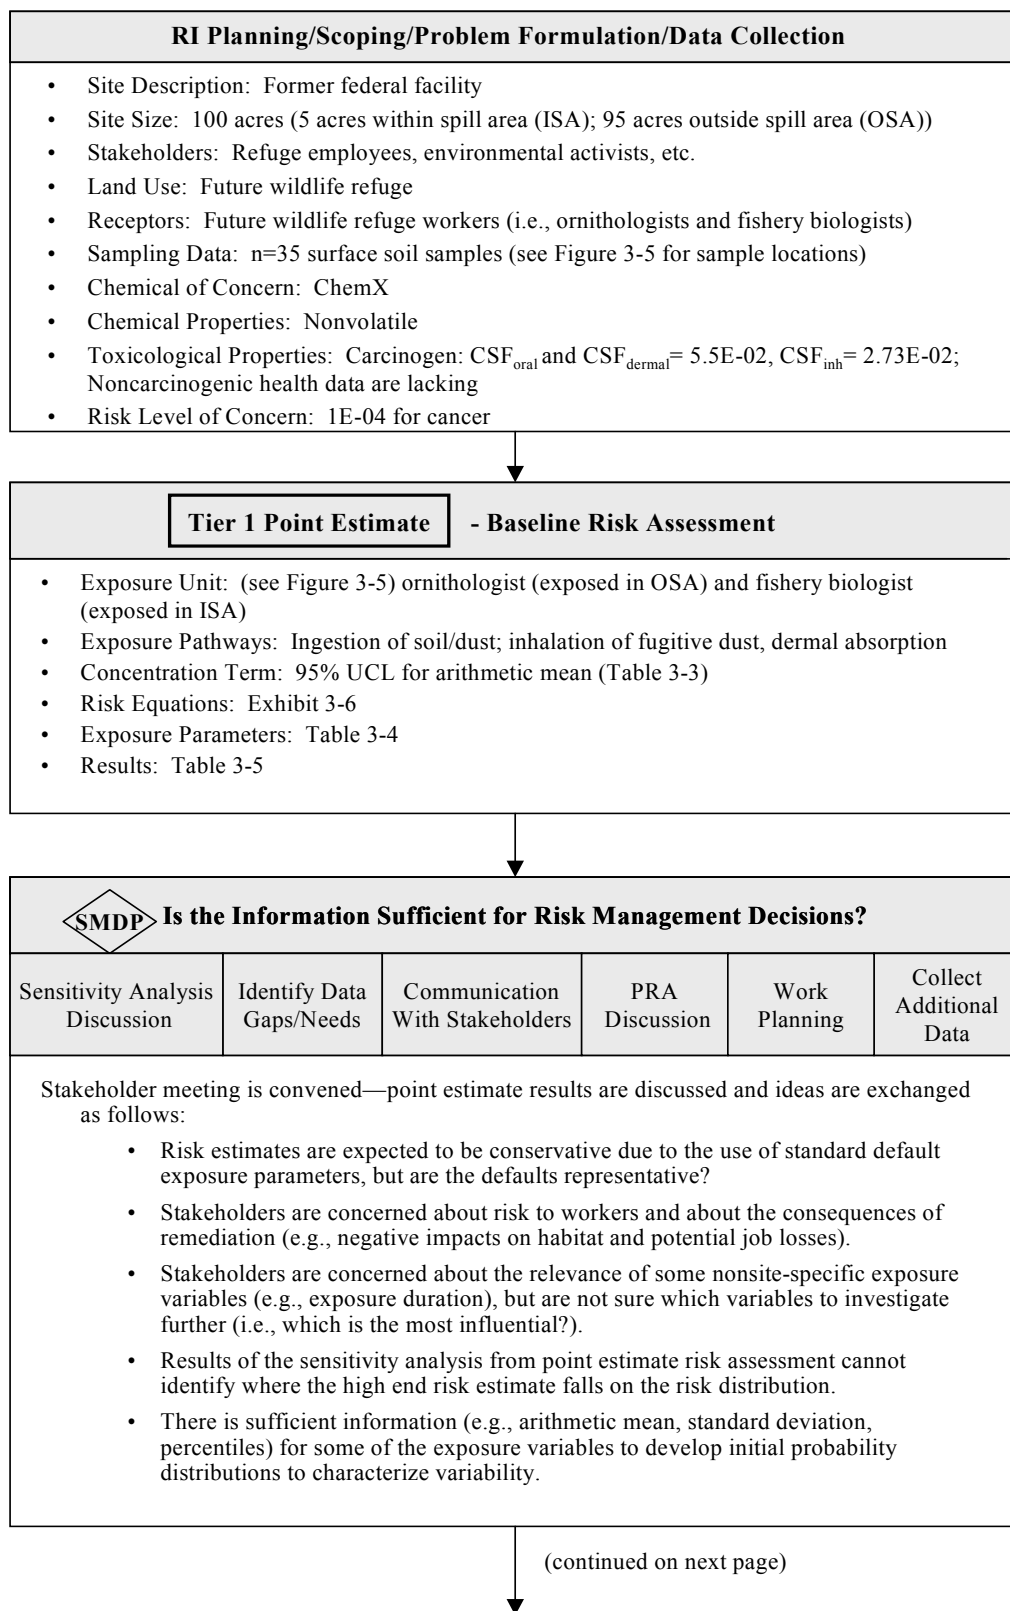 RI Planning/Scoping/Problem Formulation/Data Collection
• Site Description: Former federal facility
• Site Size: 100 acres (5 acres within spill area (ISA); 95 acres outside spill area (OSA))
• Stakeholders: Refuge employees, environmental activists, etc.
• Land Use: Future wildlife refuge
• Receptors: Future wildlife refuge workers (i.e., ornithologists and fishery biologists)
• Sampling Data: n=35 surface soil samples (see Figure 3-5 for sample locations)
• Chemical of Concern: ChemX
• Chemical Properties: Nonvolatile
• Toxicological Properties: Carcinogen: CSForal and CSFdermal= 5.5E-02, CSFinh= 2.73E-02;
Noncarcinogenic health data are lacking
• Risk Level of Concern: 1E-04 for cancer
Tier 1 Point Estimate - Baseline Risk Assessment
• Exposure Unit: (see Figure 3-5) ornithologist (exposed in OSA) and fishery biologist
(exposed in ISA)
• Exposure Pathways: Ingestion of soil/dust; inhalation of fugitive dust, dermal absorption
• Concentration Term: 95% UCL for arithmetic mean (Table 3-3)
• Risk Equations: Exhibit 3-6
• Exposure Parameters: Table 3-4
• Results: Table 3-5
SMDP Is the Information Sufficient for Risk Management Decisions?
Sensitivity Analysis
Discussion
Identify Data
Gaps/Needs
Communication
With Stakeholders
PRA
Discussion
Work
Planning
Collect
Additional
Data
Stakeholder meeting is convened—point estimate results are discussed and ideas are exchanged
as follows:
• Risk estimates are expected to be conservative due to the use of standard default
exposure parameters, but are the defaults representative?
• Stakeholders are concerned about risk to workers and about the consequences of
remediation (e.g., negative impacts on habitat and potential job losses).
• Stakeholders are concerned about the relevance of some nonsite-specific exposure
variables (e.g., exposure duration), but are not sure which variables to investigate
further (i.e., which is the most influential?).
• Results of the sensitivity analysis from point estimate risk assessment cannot
identify where the high end risk estimate falls on the risk distribution.
• There is sufficient information (e.g., arithmetic mean, standard deviation,
percentiles) for some of the exposure variables to develop initial probability
distributions to characterize variability.
(continued on next page)